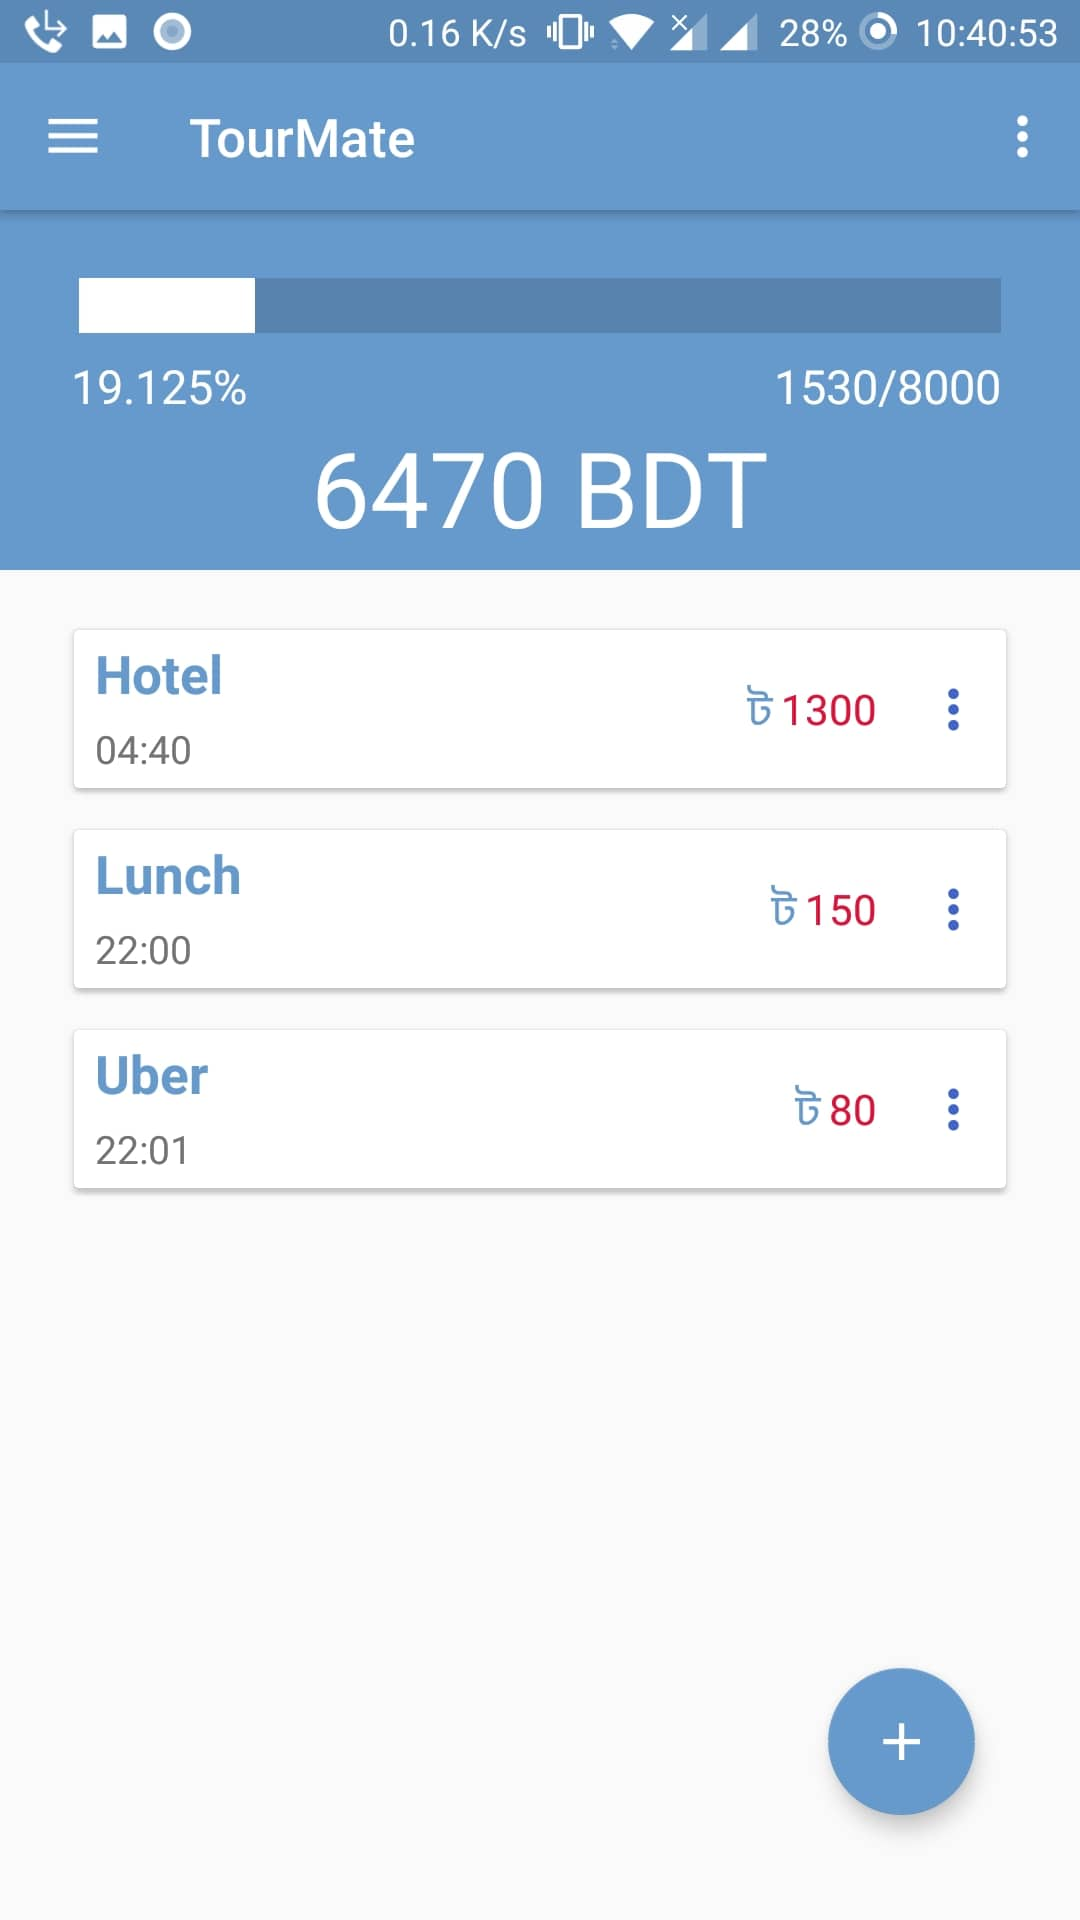 0.16 K/s 28% 10:40:53
TourMate
19.125% 1530/8000
6470 BDT
Hotel
04:40
৳ 1300
Lunch
22:00
৳ 150
Uber
22:01
৳ 80
+